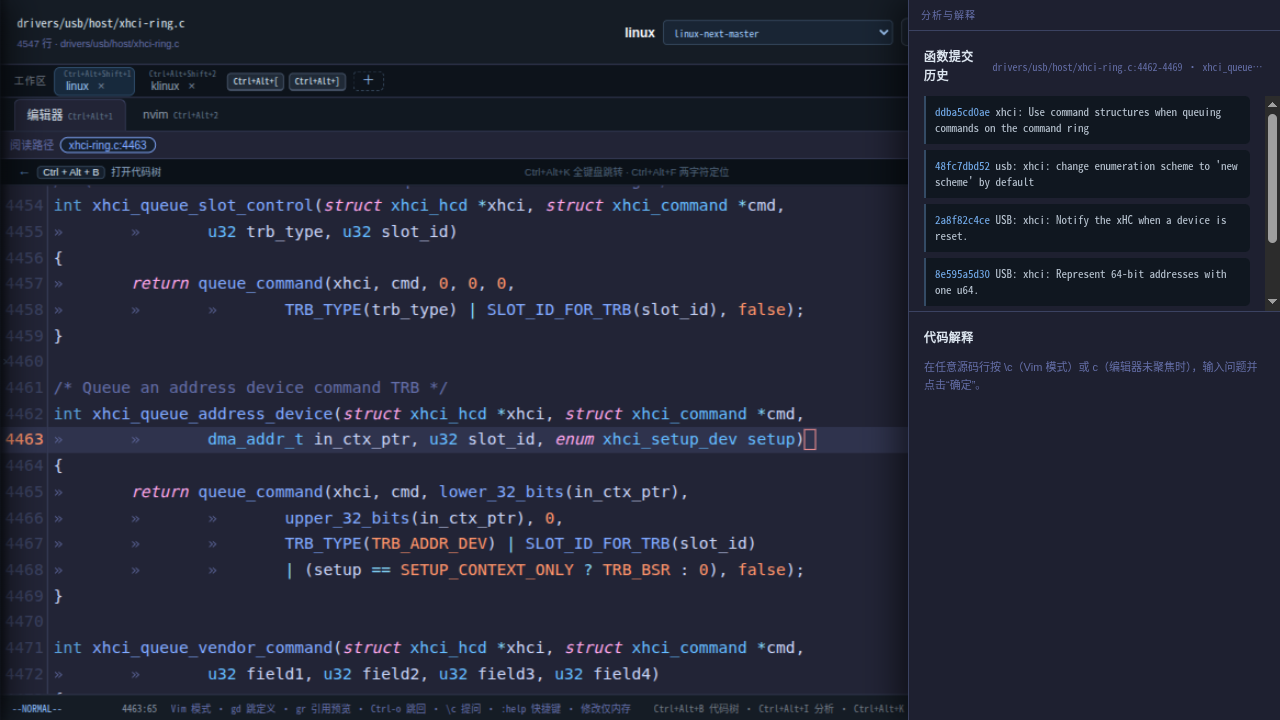 drivers/usb/host/xhci-ring.c
4547 行 · drivers/usb/host/xhci-ring.c
linux linux-next-master
工作区
Ctrl+Alt+Shift+1
linux ×
Ctrl+Alt+Shift+2
klinux ×
Ctrl+Alt+[ Ctrl+Alt+] +
编辑器 Ctrl+Alt+1 nvim Ctrl+Alt+2
阅读路径 xhci-ring.c:4463
← Ctrl + Alt + B 打开代码树 Ctrl+Alt+K 全键盘跳转 · Ctrl+Alt+F 两字符定位
4454 int xhci_queue_slot_control(struct xhci_hcd *xhci, struct xhci_command *cmd,
4455 » » u32 trb_type, u32 slot_id)
4456 {
4457 » return queue_command(xhci, cmd, 0, 0, 0,
4458 » » » TRB_TYPE(trb_type) | SLOT_ID_FOR_TRB(slot_id), false);
4459 }
4460
4461 /* Queue an address device command TRB */
4462 int xhci_queue_address_device(struct xhci_hcd *xhci, struct xhci_command *cmd,
4463 » » dma_addr_t in_ctx_ptr, u32 slot_id, enum xhci_setup_dev setup)
4464 {
4465 » return queue_command(xhci, cmd, lower_32_bits(in_ctx_ptr),
4466 » » » upper_32_bits(in_ctx_ptr), 0,
4467 » » » TRB_TYPE(TRB_ADDR_DEV) | SLOT_ID_FOR_TRB(slot_id)
4468 » » » | (setup == SETUP_CONTEXT_ONLY ? TRB_BSR : 0), false);
4469 }
4470
4471 int xhci_queue_vendor_command(struct xhci_hcd *xhci, struct xhci_command *cmd,
4472 » » u32 field1, u32 field2, u32 field3, u32 field4)
--NORMAL-- 4463:65 Vim 模式 · gd 跳定义 · gr 引用预览 · Ctrl-o 跳回 · \c 提问 · :help 快捷键 · 修改仅内存 Ctrl+Alt+B 代码树 · Ctrl+Alt+I 分析 · Ctrl+Alt+K
分析与解释
函数提交
历史
drivers/usb/host/xhci-ring.c:4462-4469 · xhci_queue…
ddba5cd0ae xhci: Use command structures when queuing
commands on the command ring
48fc7dbd52 usb: xhci: change enumeration scheme to 'new
scheme' by default
2a8f82c4ce USB: xhci: Notify the xHC when a device is
reset.
8e595a5d30 USB: xhci: Represent 64-bit addresses with
one u64.
代码解释
在任意源码行按 \c（Vim 模式）或 c（编辑器未聚焦时），输入问题并
点击“确定”。